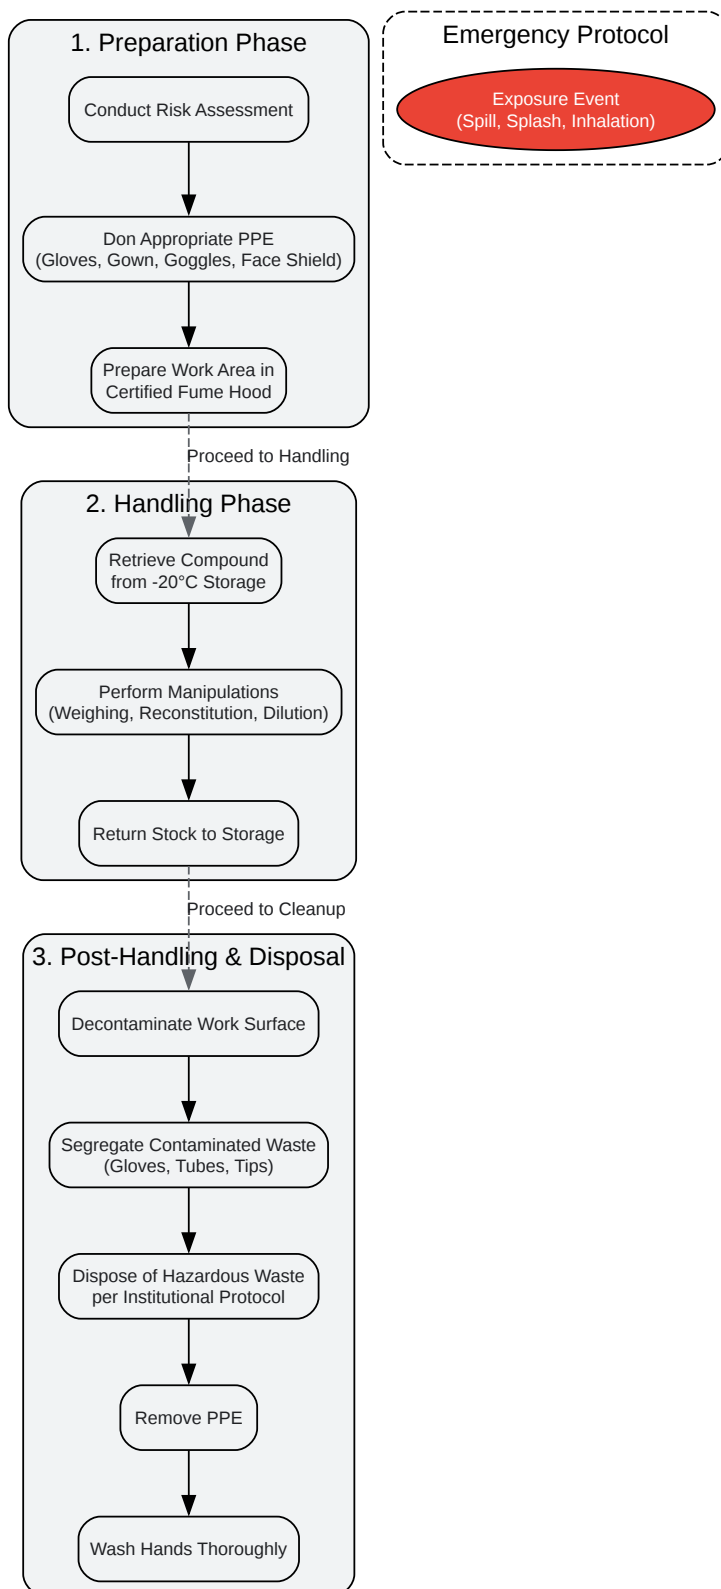 1. Preparation Phase
Conduct Risk Assessment
Don Appropriate PPE
(Gloves, Gown, Goggles, Face Shield)
Prepare Work Area in
Certified Fume Hood
Proceed to Handling
2. Handling Phase
Retrieve Compound
from -20°C Storage
Perform Manipulations
(Weighing, Reconstitution, Dilution)
Return Stock to Storage
Proceed to Cleanup
3. Post-Handling & Disposal
Decontaminate Work Surface
Segregate Contaminated Waste
(Gloves, Tubes, Tips)
Dispose of Hazardous Waste
per Institutional Protocol
Remove PPE
Wash Hands Thoroughly
Emergency Protocol
Exposure Event
(Spill, Splash, Inhalation)